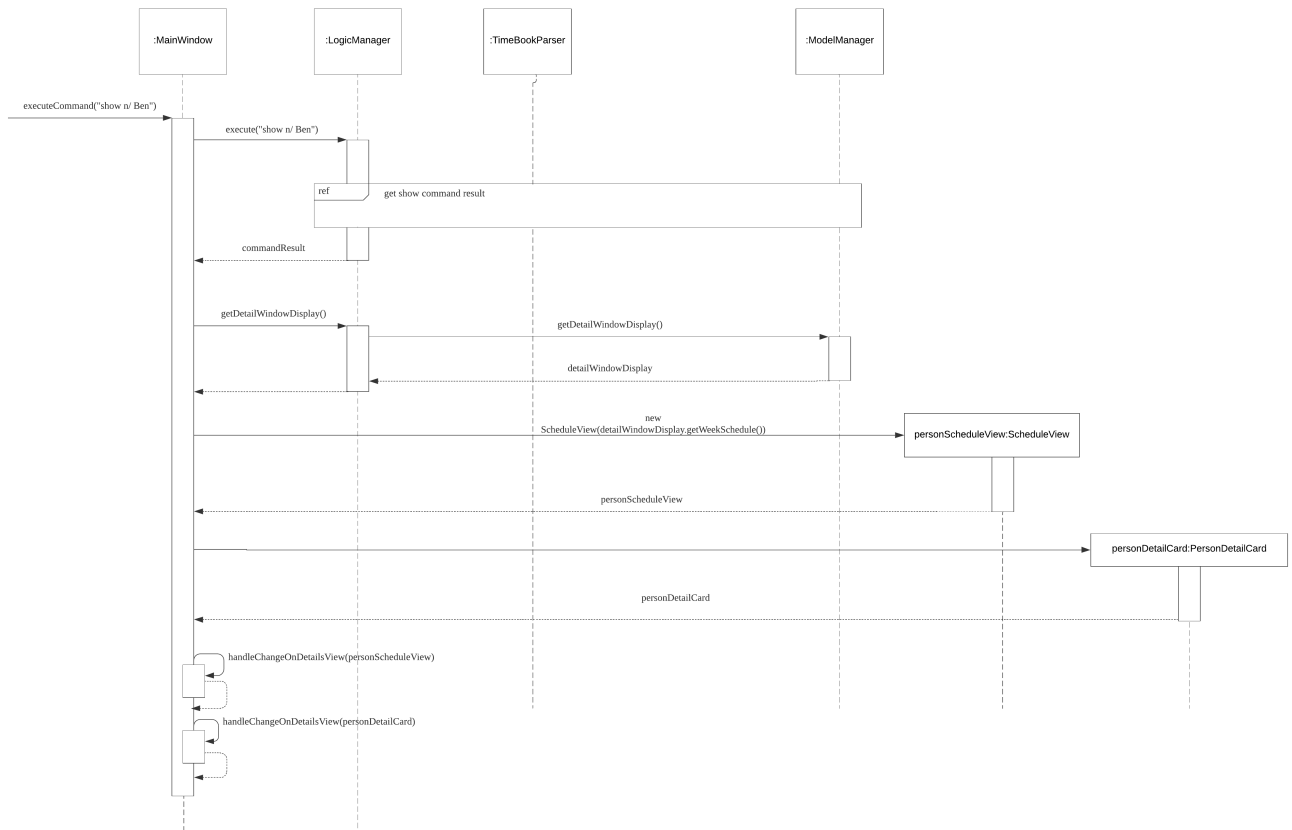 :MainWindow
:LogicManager
:TimeBookParser
:ModelManager
executeCommand("show n/ Ben")
execute("show n/ Ben")
ref
get show command result
commandResult
getDetailWindowDisplay()
getDetailWindowDisplay()
detailWindowDisplay
new
ScheduleView(detailWindowDisplay.getWeekSchedule())
personScheduleView:ScheduleView
personScheduleView
personDetailCard:PersonDetailCard
personDetailCard
handleChangeOnDetailsView(personScheduleView)
handleChangeOnDetailsView(personDetailCard)